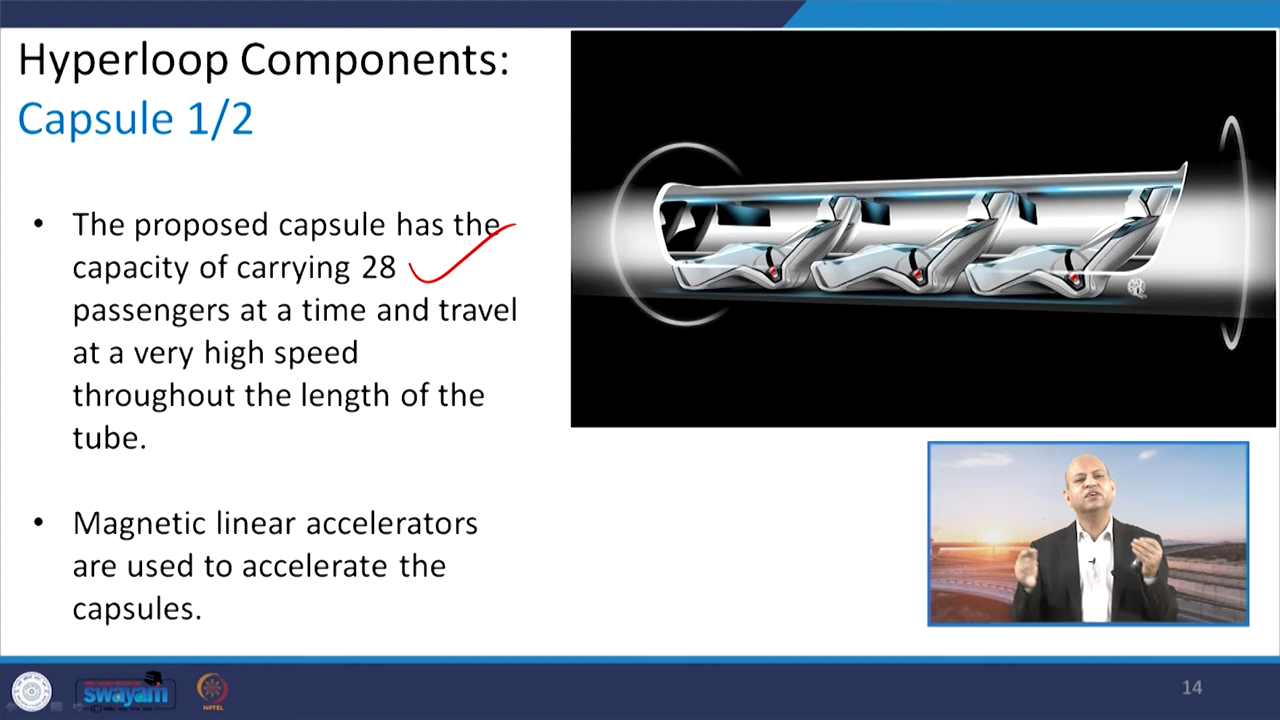 Hyperloop Components:
Capsule 1/2
• The proposed capsule has the
capacity of carrying 28
passengers at a time and travel
at a very high speed
throughout the length of the
tube.
• Magnetic linear accelerators
are used to accelerate the
capsules.
swayam
NPTEL
14